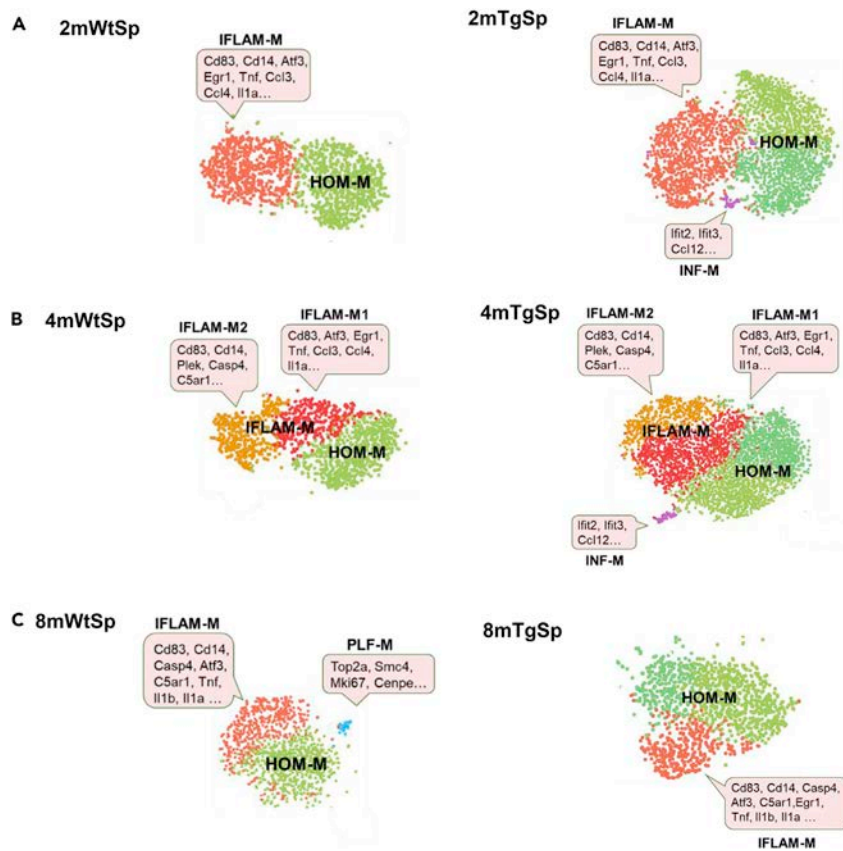 A
2mWtSp
IFLAM-M
Cd83, Cd14, Atf3,
Egr1, Tnf, Ccl3,
Ccl4, Il1a...
HOM-M
2mTgSp
IFLAM-M
Cd83, Cd14, Atf3,
Egr1, Tnf, Ccl3,
Ccl4, Il1a...
HOM-M
Ifit2, Ifit3,
Ccl12...
INF-M
B
4mWtSp
IFLAM-M2
Cd83, Cd14,
Plek, Casp4,
C5ar1...
IFLAM-M1
Cd83, Atf3, Egr1,
Tnf, Ccl3, Ccl4,
Il1a...
IFLAM-M
HOM-M
4mTgSp
IFLAM-M2
Cd83, Cd14,
Plek, Casp4,
C5ar1...
IFLAM-M1
Cd83, Atf3, Egr1,
Tnf, Ccl3, Ccl4,
Il1a...
IFLAM-M
HOM-M
Ifit2, Ifit3,
Ccl12...
INF-M
C
8mWtSp
IFLAM-M
Cd83, Cd14,
Casp4, Atf3,
C5ar1, Tnf,
Il1b, Il1a ...
PLF-M
Top2a, Smc4,
Mki67, Cenpe...
HOM-M
8mTgSp
HOM-M
Cd83, Cd14, Casp4,
Atf3, C5ar1,Egr1,
Tnf, Il1b, Il1a ...
IFLAM-M